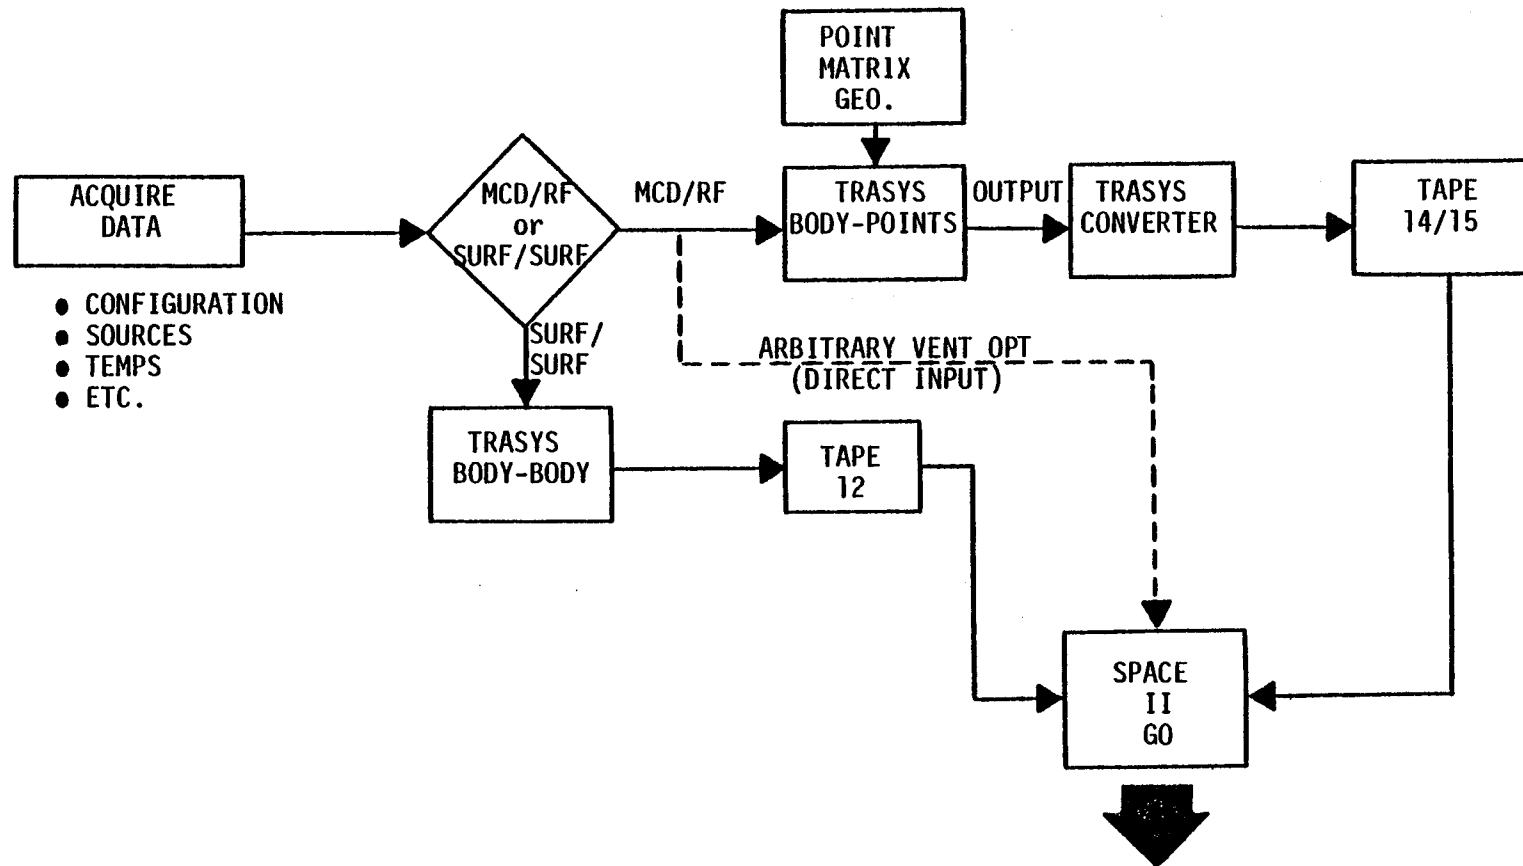 POINT
MATRIX
GEO.
ACQUIRE
DATA
● CONFIGURATION
● SOURCES
● TEMPS
● ETC.
MCD/RF
or
SURF/SURF
MCD/RF
TRASYS
BODY-POINTS
OUTPUT
TRASYS
CONVERTER
TAPE
14/15
SURF/
SURF
ARBITRARY VENT OPT
(DIRECT INPUT)
TRASYS
BODY-BODY
TAPE
12
SPACE
II
GO